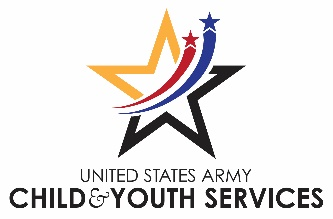 UNITED STATES ARMY
CHILD & YOUTH SERVICES